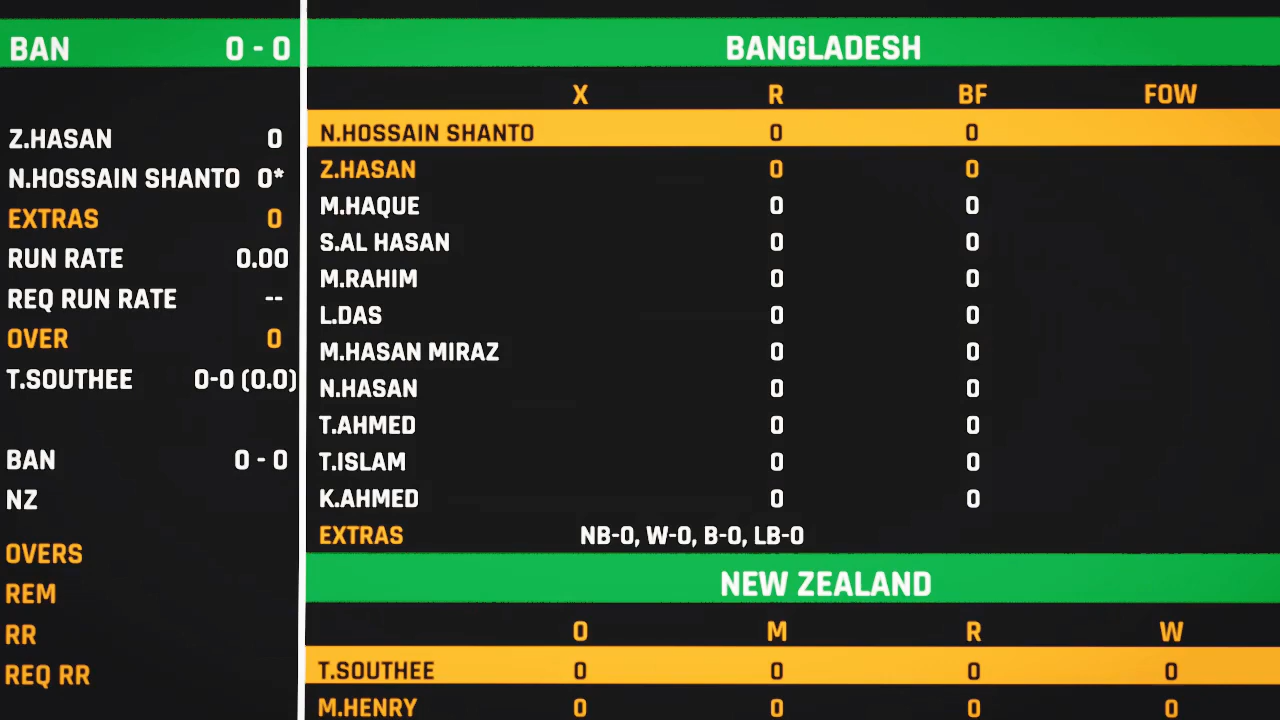 BAN 0 - 0
Z.HASAN 0
N.HOSSAIN SHANTO 0*
EXTRAS 0
RUN RATE 0.00
REQ RUN RATE --
OVER 0
T.SOUTHEE 0-0 (0.0)
BAN 0 - 0
NZ
OVERS
REM
RR
REQ RR
BANGLADESH
X R BF FOW
N.HOSSAIN SHANTO 0 0
Z.HASAN 0 0
M.HAQUE 0 0
S.AL HASAN 0 0
M.RAHIM 0 0
L.DAS 0 0
M.HASAN MIRAZ 0 0
N.HASAN 0 0
T.AHMED 0 0
T.ISLAM 0 0
K.AHMED 0 0
EXTRAS NB-0, W-0, B-0, LB-0
NEW ZEALAND
O M R W
T.SOUTHEE 0 0 0 0
M.HENRY 0 0 0 0